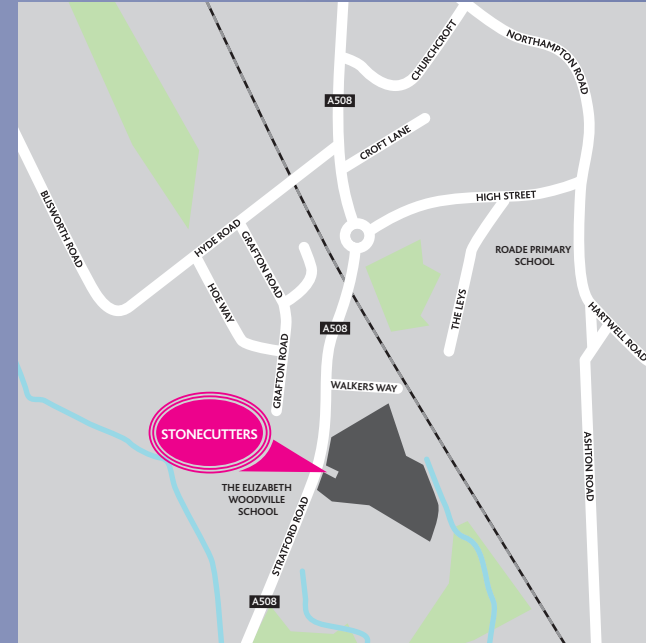 CHURCHCROFT
NORTHAMPTON ROAD
A508
CROFT LANE
HIGH STREET
BLISWORTH ROAD
HYDE ROAD
GRAFTON ROAD
ROADE PRIMARY
SCHOOL
HOE WAY
THE LEYS
HARTWELL ROAD
A508
GRAFTON ROAD
WALKERS WAY
STONECUTTERS
ASHTON ROAD
THE ELIZABETH
WOODVILLE
SCHOOL
STRATFORD ROAD
A508